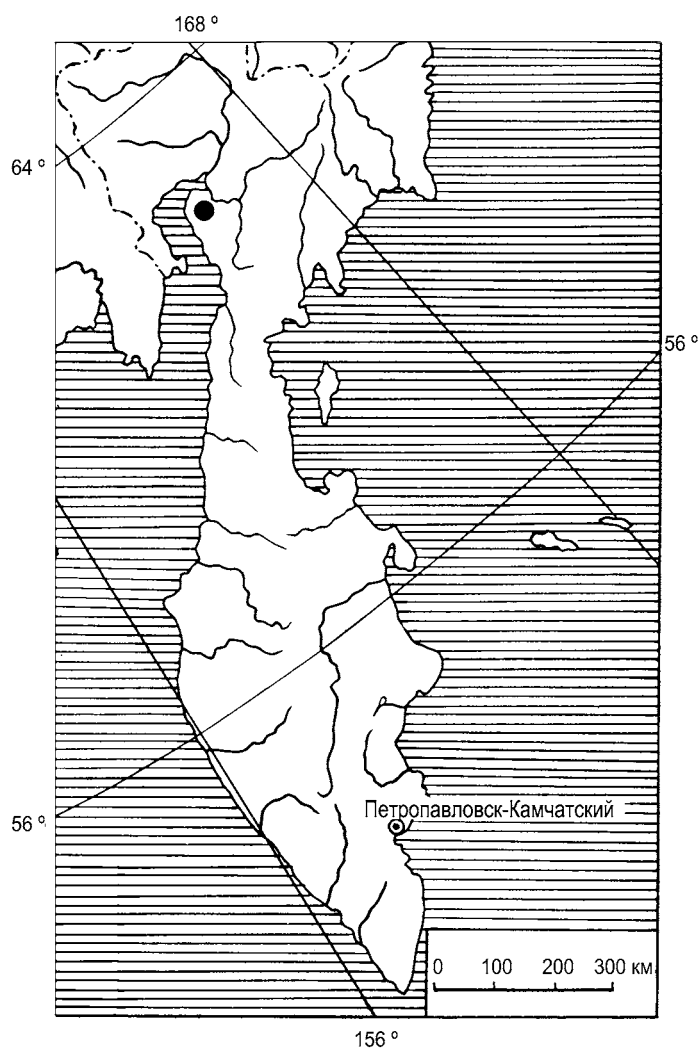 168 º
64 º
56 º
56 º
Петропавловск-Камчатский
0 100 200 300 км
156 º